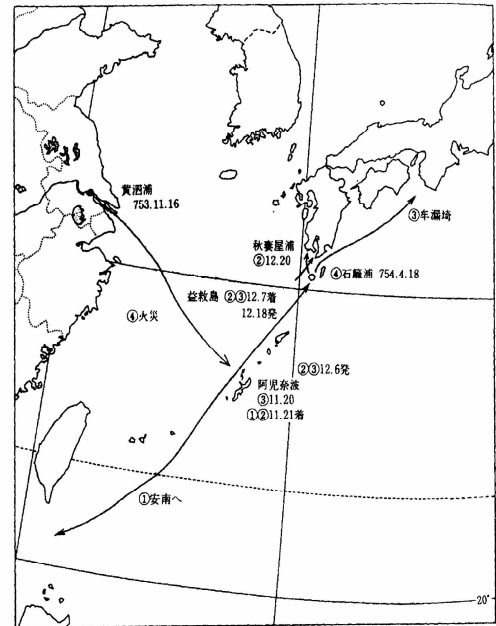 黄泗浦
753.11.16
③牟漏埼
秋妻屋浦
②12.20
④石籬浦 754.4.18
益救島 ②③12.7着
12.18発
④火災
②③12.6発
阿児奈波
③11.20
①②11.21着
①安南へ
20°